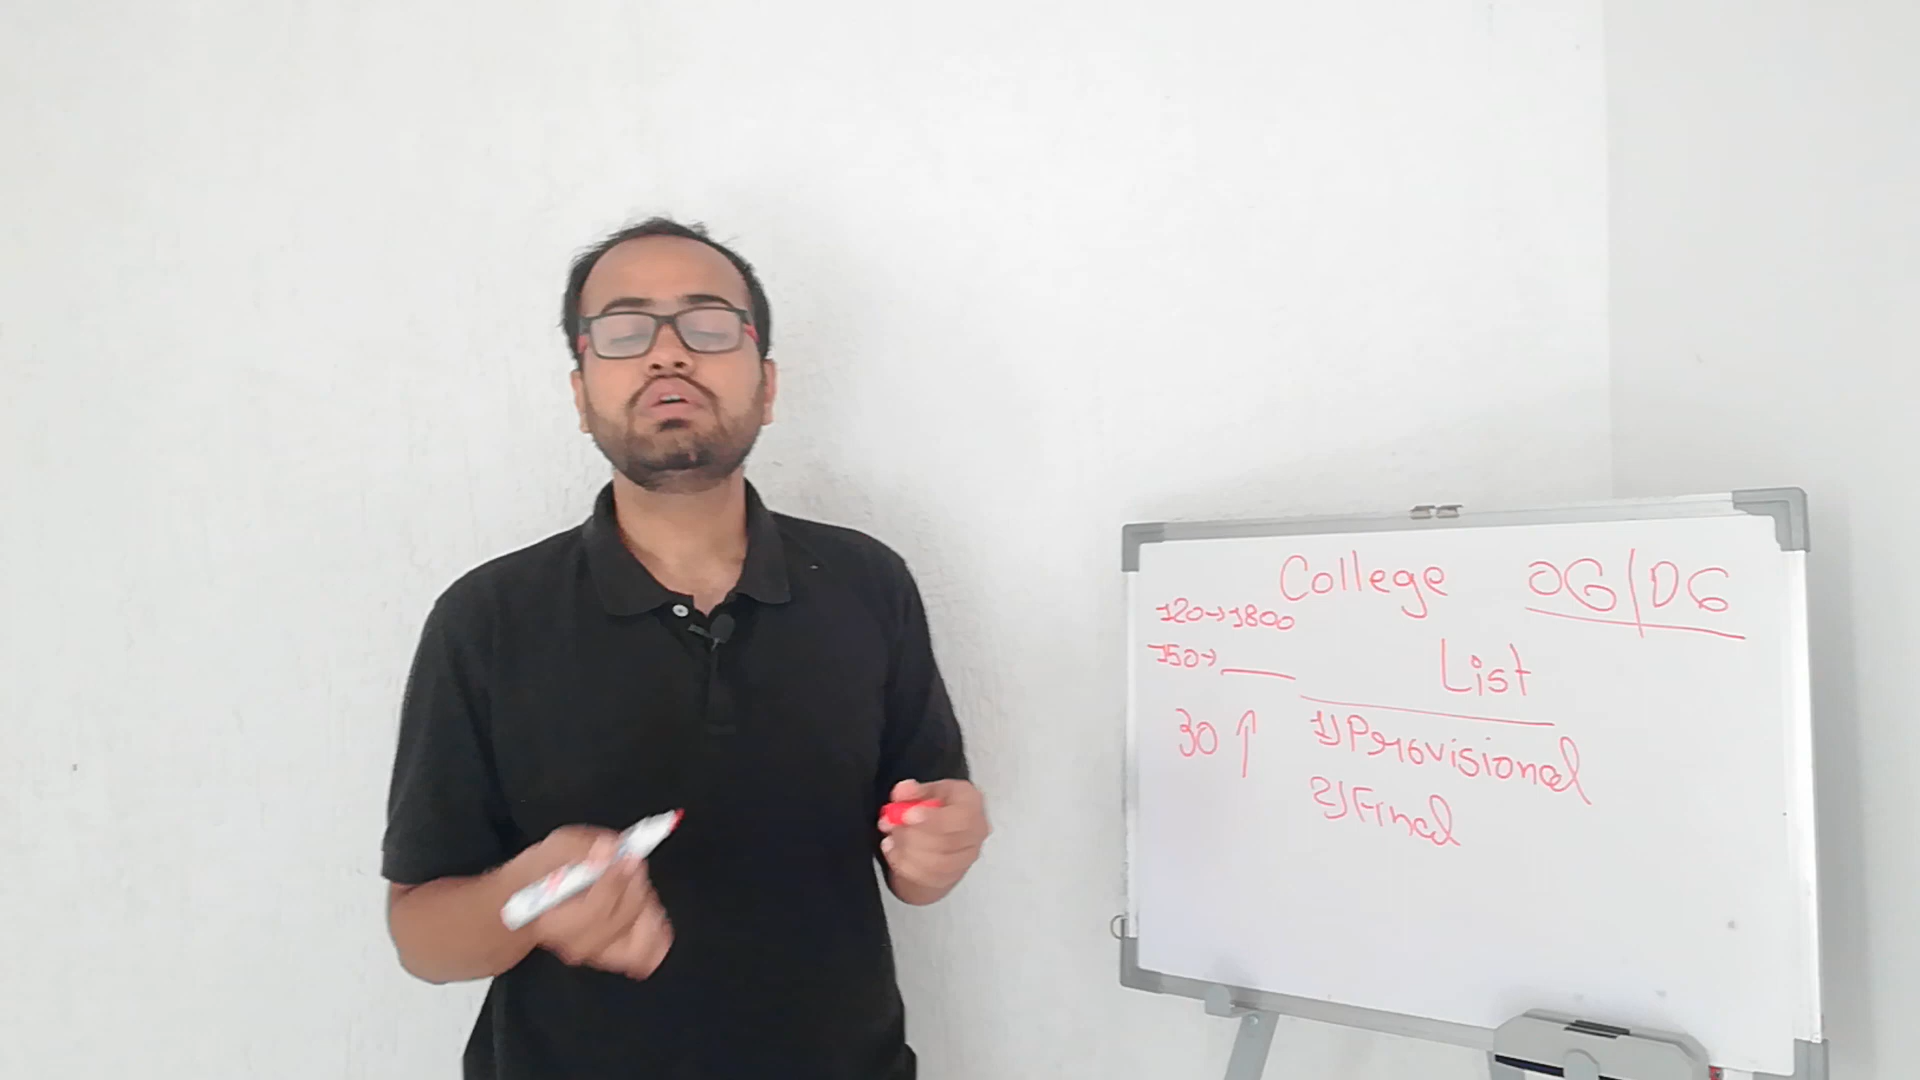 College OG/DG
120→1800
150→
List
30↑
1) Provisional
2) Final